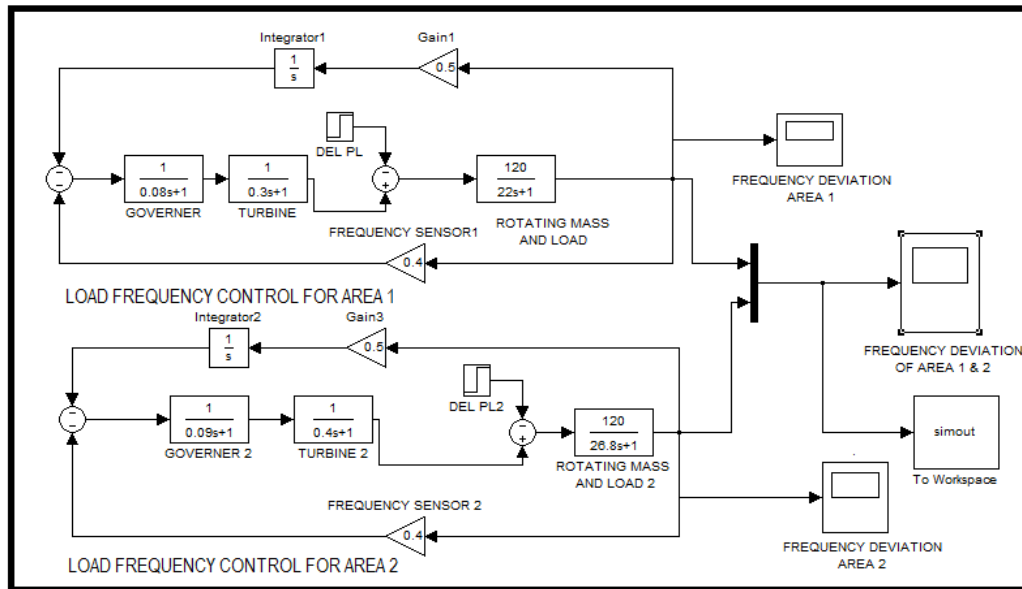 Integrator1
Gain1
1
s
0.5
DEL PL
1
0.08s+1
GOVERNER
1
0.3s+1
TURBINE
−
−
−
+
120
22s+1
ROTATING MASS
AND LOAD
FREQUENCY DEVIATION
AREA 1
FREQUENCY SENSOR1
0.4
LOAD FREQUENCY CONTROL FOR AREA 1
Integrator2
Gain3
1
s
0.5
FREQUENCY DEVIATION
OF AREA 1 & 2
DEL PL2
1
0.09s+1
GOVERNER 2
1
0.4s+1
TURBINE 2
−
−
−
+
120
26.8s+1
ROTATING MASS
AND LOAD 2
simout
To Workspace
FREQUENCY SENSOR 2
0.4
FREQUENCY DEVIATION
AREA 2
LOAD FREQUENCY CONTROL FOR AREA 2